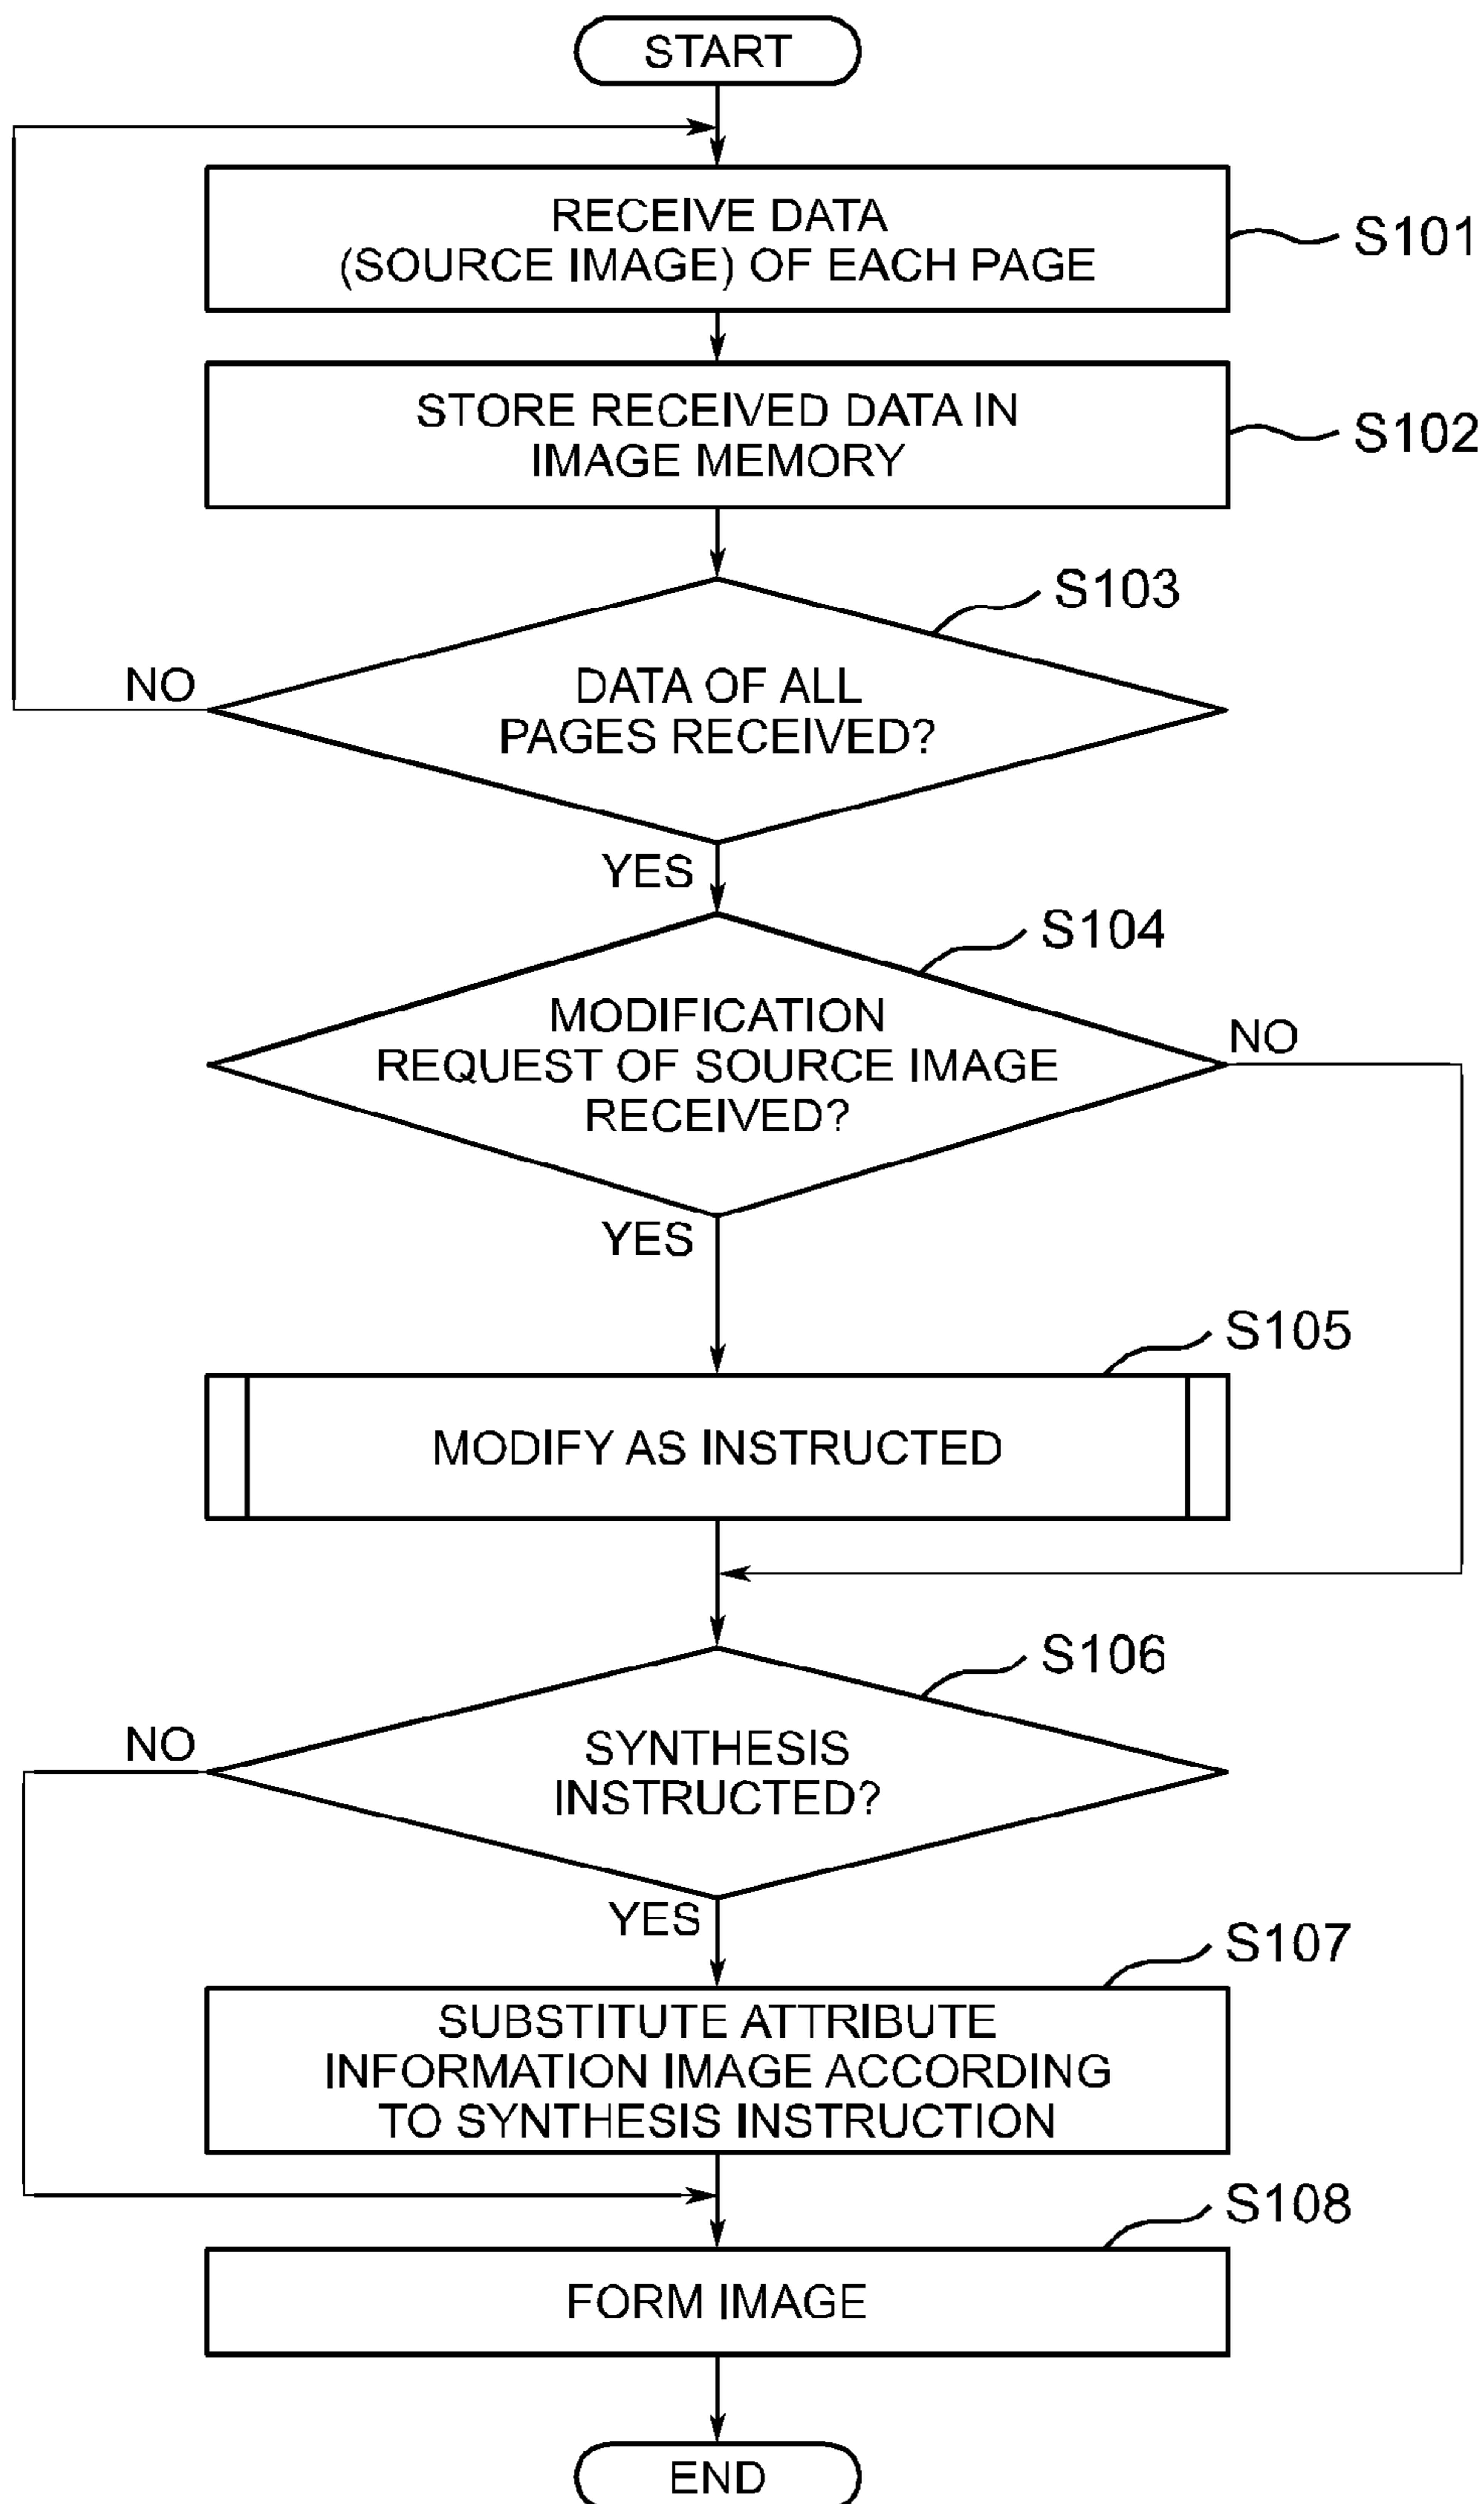 START
RECEIVE DATA
(SOURCE IMAGE) OF EACH PAGE
S101
STORE RECEIVED DATA IN
IMAGE MEMORY
S102
S103
DATA OF ALL
PAGES RECEIVED?
NO
YES
S104
MODIFICATION
REQUEST OF SOURCE IMAGE
RECEIVED?
NO
YES
S105
MODIFY AS INSTRUCTED
S106
SYNTHESIS
INSTRUCTED?
NO
YES
S107
SUBSTITUTE ATTRIBUTE
INFORMATION IMAGE ACCORDING
TO SYNTHESIS INSTRUCTION
S108
FORM IMAGE
END